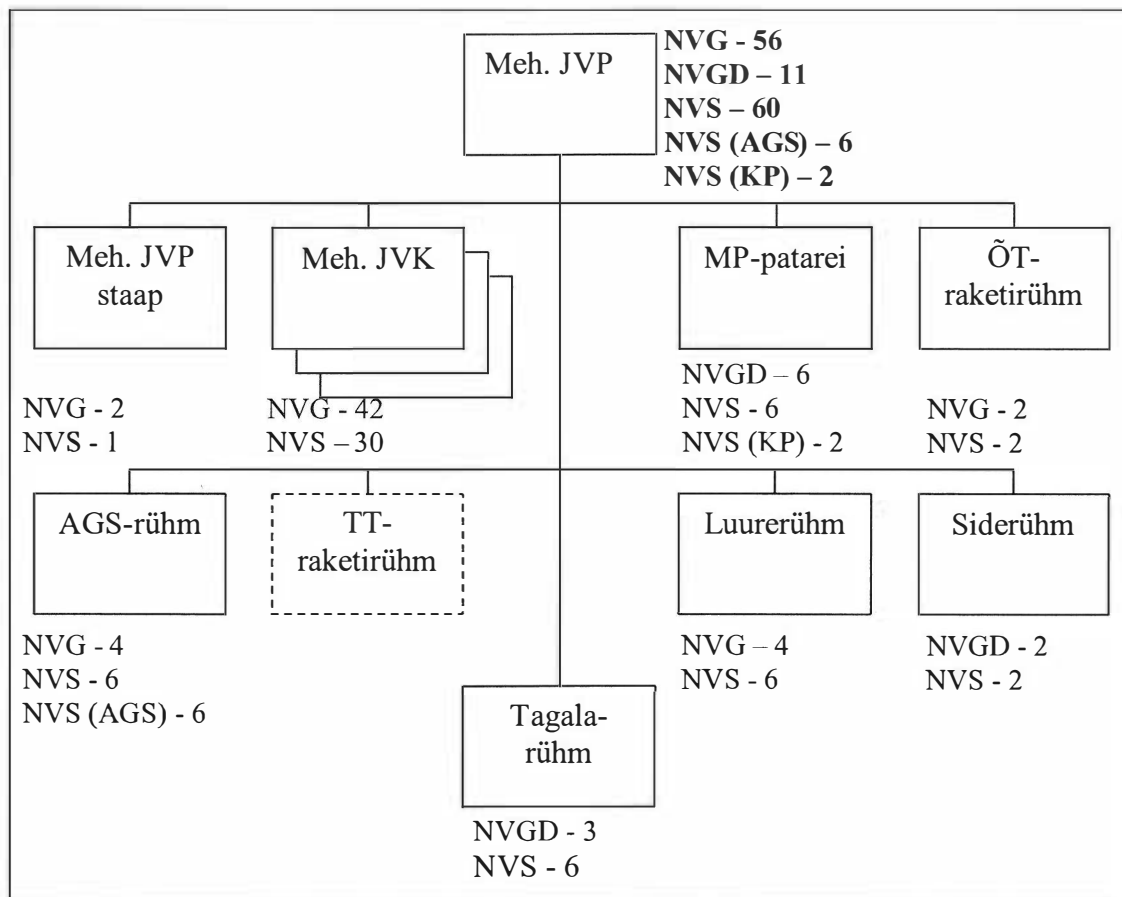 Meh. JVP
NVG - 56
NVGD – 11
NVS – 60
NVS (AGS) – 6
NVS (KP) – 2
Meh. JVP
staap
NVG - 2
NVS - 1
Meh. JVK
NVG - 42
NVS – 30
MP-patarei
NVGD – 6
NVS - 6
NVS (KP) - 2
ÕT-
raketirühm
NVG - 2
NVS - 2
AGS-rühm
NVG - 4
NVS - 6
NVS (AGS) - 6
TT-
raketirühm
Luurerühm
NVG – 4
NVS - 6
Siderühm
NVGD - 2
NVS - 2
Tagala-
rühm
NVGD - 3
NVS - 6